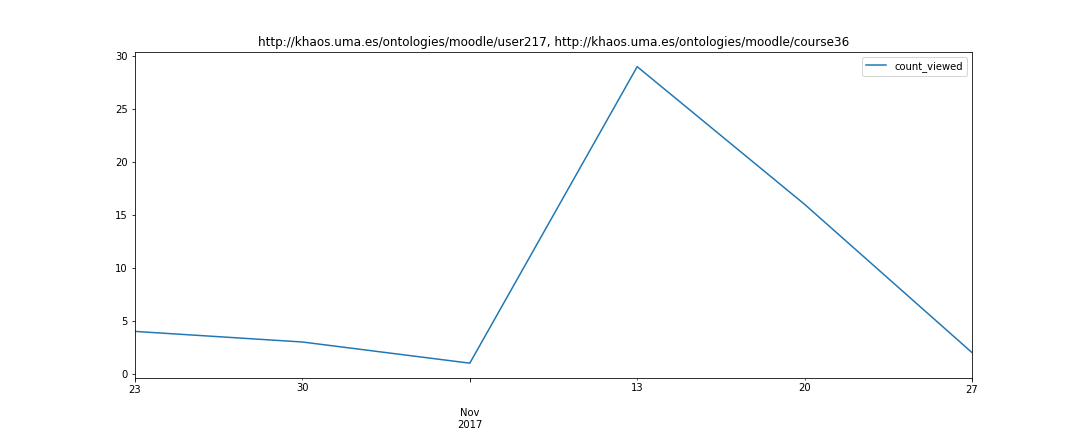 http://khaos.uma.es/ontologies/moodle/user217, http://khaos.uma.es/ontologies/moodle/course36
count_viewed
30
25
20
15
10
5
0
23 30 13 20 27
Nov
2017